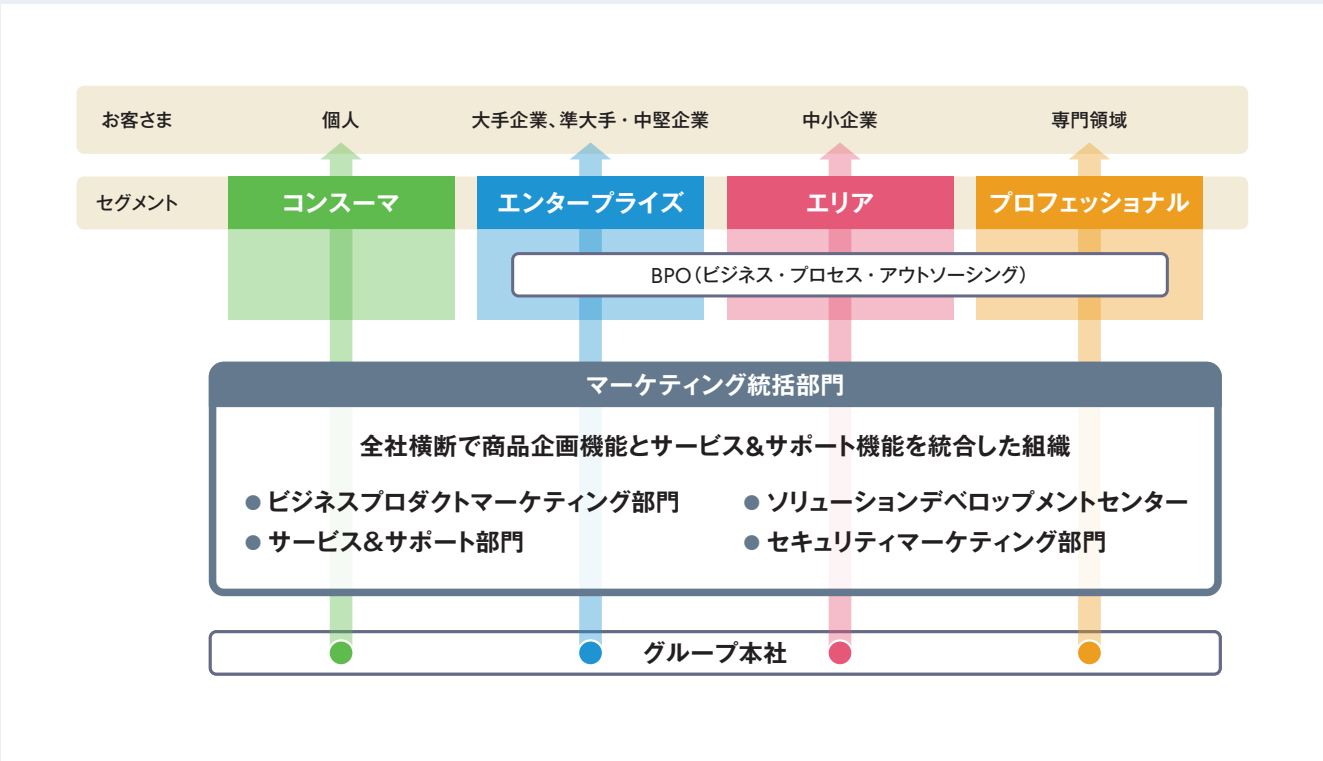 お客さま 個人 大手企業、準大手・中堅企業 中小企業 専門領域
セグメント コンスーマ エンタープライズ エリア プロフェッショナル
BPO(ビジネス・プロセス・アウトソーシング)
マーケティング統括部門
全社横断で商品企画機能とサービス&サポート機能を統合した組織
● ビジネスプロダクトマーケティング部門 ● ソリューションデベロップメントセンター
● サービス&サポート部門 ● セキュリティマーケティング部門
グループ本社